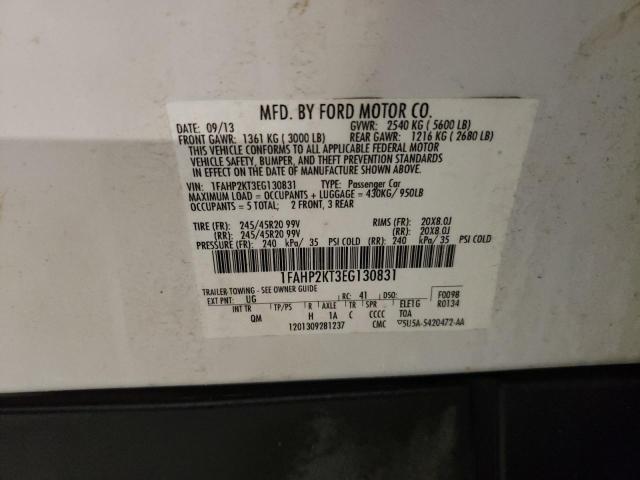 MFD. BY FORD MOTOR CO.
DATE: 09/13 GVWR: 2540 KG ( 5600 LB)
FRONT GAWR: 1361 KG ( 3000 LB) REAR GAWR: 1216 KG ( 2680 LB)
THIS VEHICLE CONFORMS TO ALL APPLICABLE FEDERAL MOTOR
VEHICLE SAFETY, BUMPER, AND THEFT PREVENTION STANDARDS
IN EFFECT ON THE DATE OF MANUFACTURE SHOWN ABOVE.
VIN: 1FAHP2KT3EG130831 TYPE: Passenger Car
MAXIMUM LOAD = OCCUPANTS + LUGGAGE = 430KG/ 950LB
OCCUPANTS = 5 TOTAL; 2 FRONT, 3 REAR
TIRE (FR): 245/45R20 99V RIMS (FR): 20X8.0J
(RR): 245/45R20 99V (RR): 20X8.0J
PRESSURE (FR): 240 kPa/ 35 PSI COLD (RR): 240 kPa/ 35 PSI COLD
1FAHP2KT3EG130831
TRAILER-TOWING - SEE OWNER GUIDE
EXT PNT: UG RC: 41 DSO: F0098
R0134
INT TR TP/PS R AXLE TR SPR ELE1G
QM H 1A C CCCC T0A
1201309281237 CMC ▽5U5A-5420472-AA